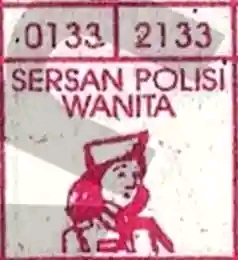 0133 2133
SERSAN POLISI
WANITA